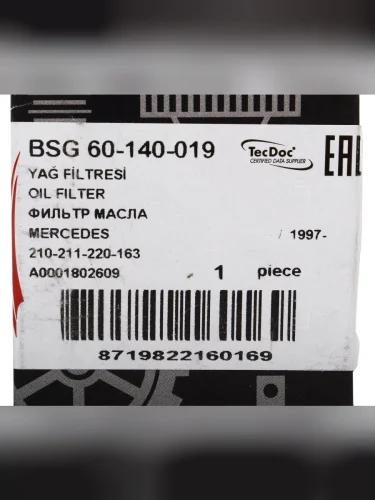 BSG 60-140-019
TecDoc
CERTIFIED DATA SUPPLIER
EAC
YAĞ FİLTRESİ
OIL FILTER
ФИЛЬТР МАСЛА
MERCEDES / 1997-
210-211-220-163
A0001802609 1 piece
8719822160169